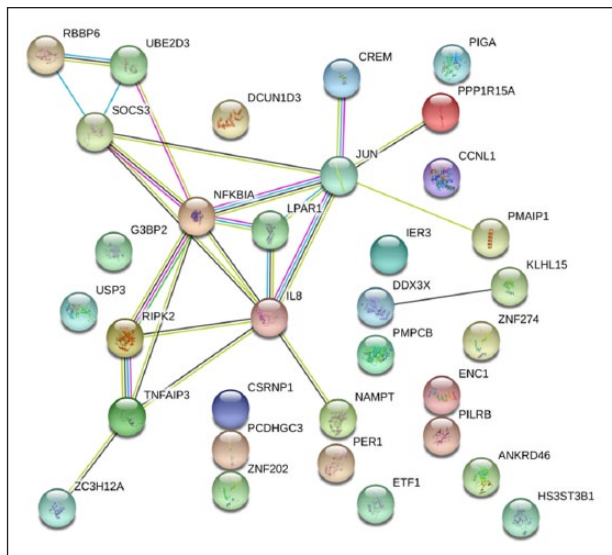 RBBP6
UBE2D3
CREM
PIGA
DCUN1D3
PPP1R15A
SOCS3
JUN
CCNL1
NFKBIA
LPAR1
PMAIP1
G3BP2
IER3
KLHL15
DDX3X
USP3
IL8
RIPK2
ZNF274
PMPCB
ENC1
TNFAIP3
CSRNP1
NAMPT
PILRB
PCDHGC3
PER1
ANKRD46
ZC3H12A
ZNF202
ETF1
HS3ST3B1